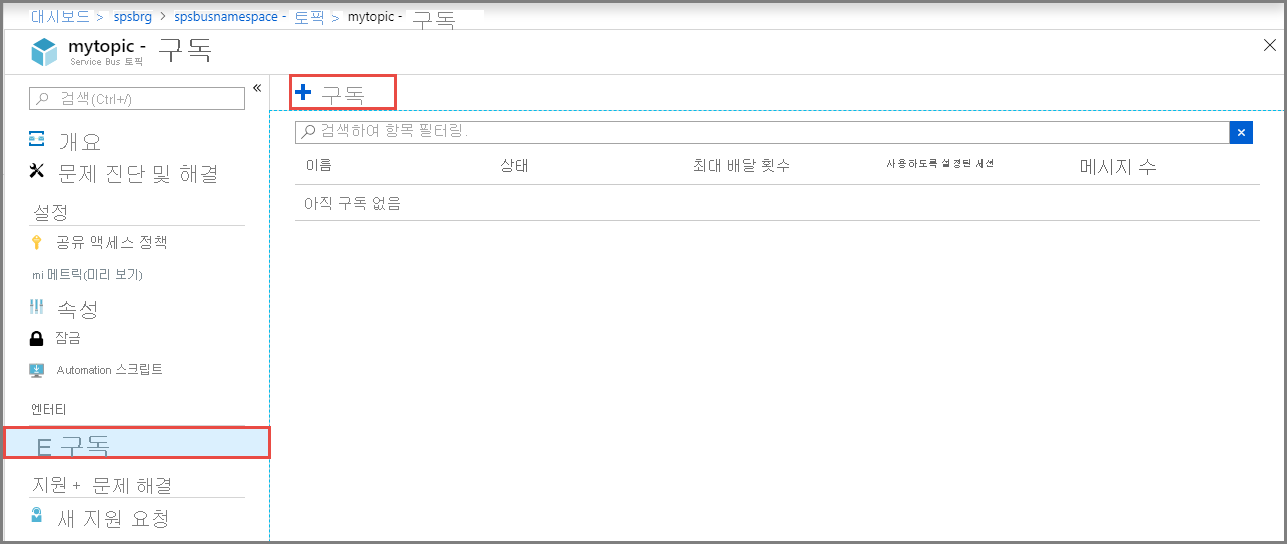 대시보드 > spsbrg > spsbusnamespace - 토픽 > mytopic - 구독
mytopic - 구독
Service Bus 토픽
검색(Ctrl+/)
«
개요
문제 진단 및 해결
설정
공유 액세스 정책
mi 메트릭(미리 보기)
속성
잠금
Automation 스크립트
엔터티
E 구독
지원 + 문제 해결
새 지원 요청
+ 구독
검색하여 항목 필터링.
이름 상태 최대 배달 횟수 사용하도록 설정된 세션 메시지 수
아직 구독 없음